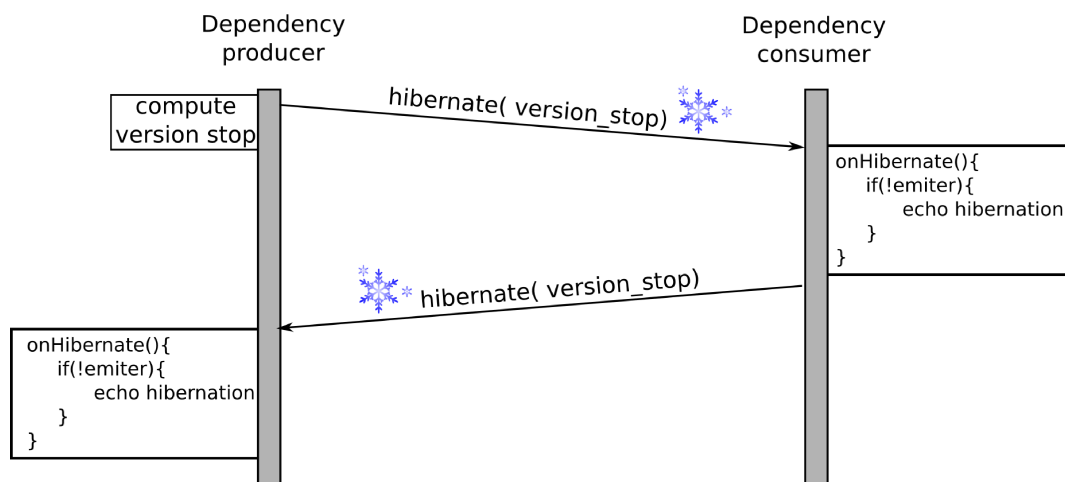 Dependency
producer
Dependency
consumer
compute
version stop
hibernate( version_stop)
onHibernate(){
if(!emiter){
echo hibernation
}
}
hibernate( version_stop)
onHibernate(){
if(!emiter){
echo hibernation
}
}